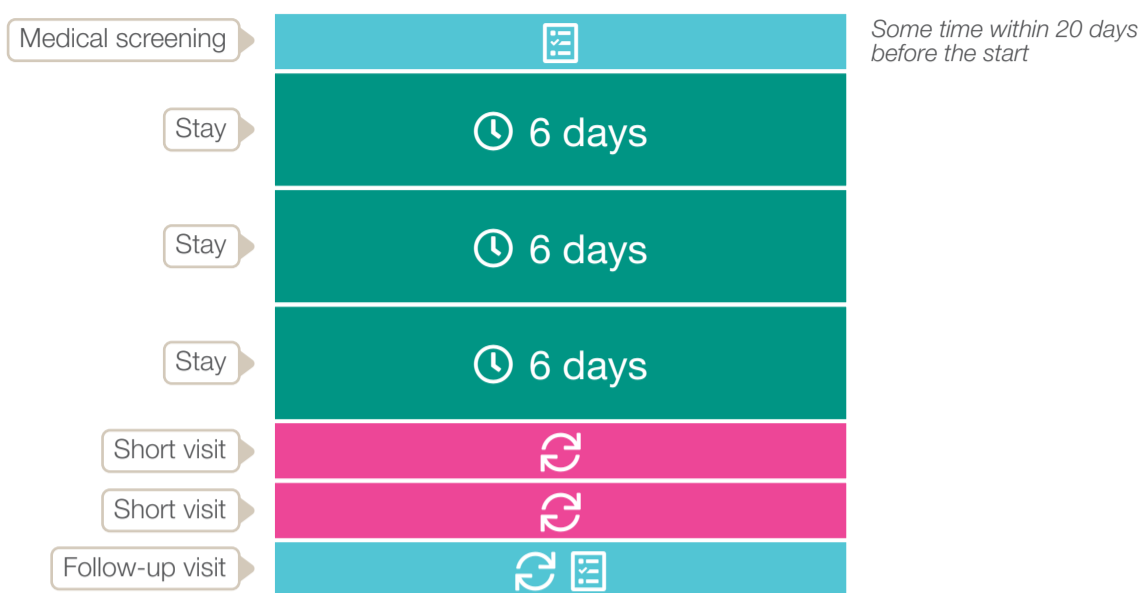 Medical screening
Some time within 20 days
before the start
Stay
6 days
Stay
6 days
Stay
6 days
Short visit
Short visit
Follow-up visit